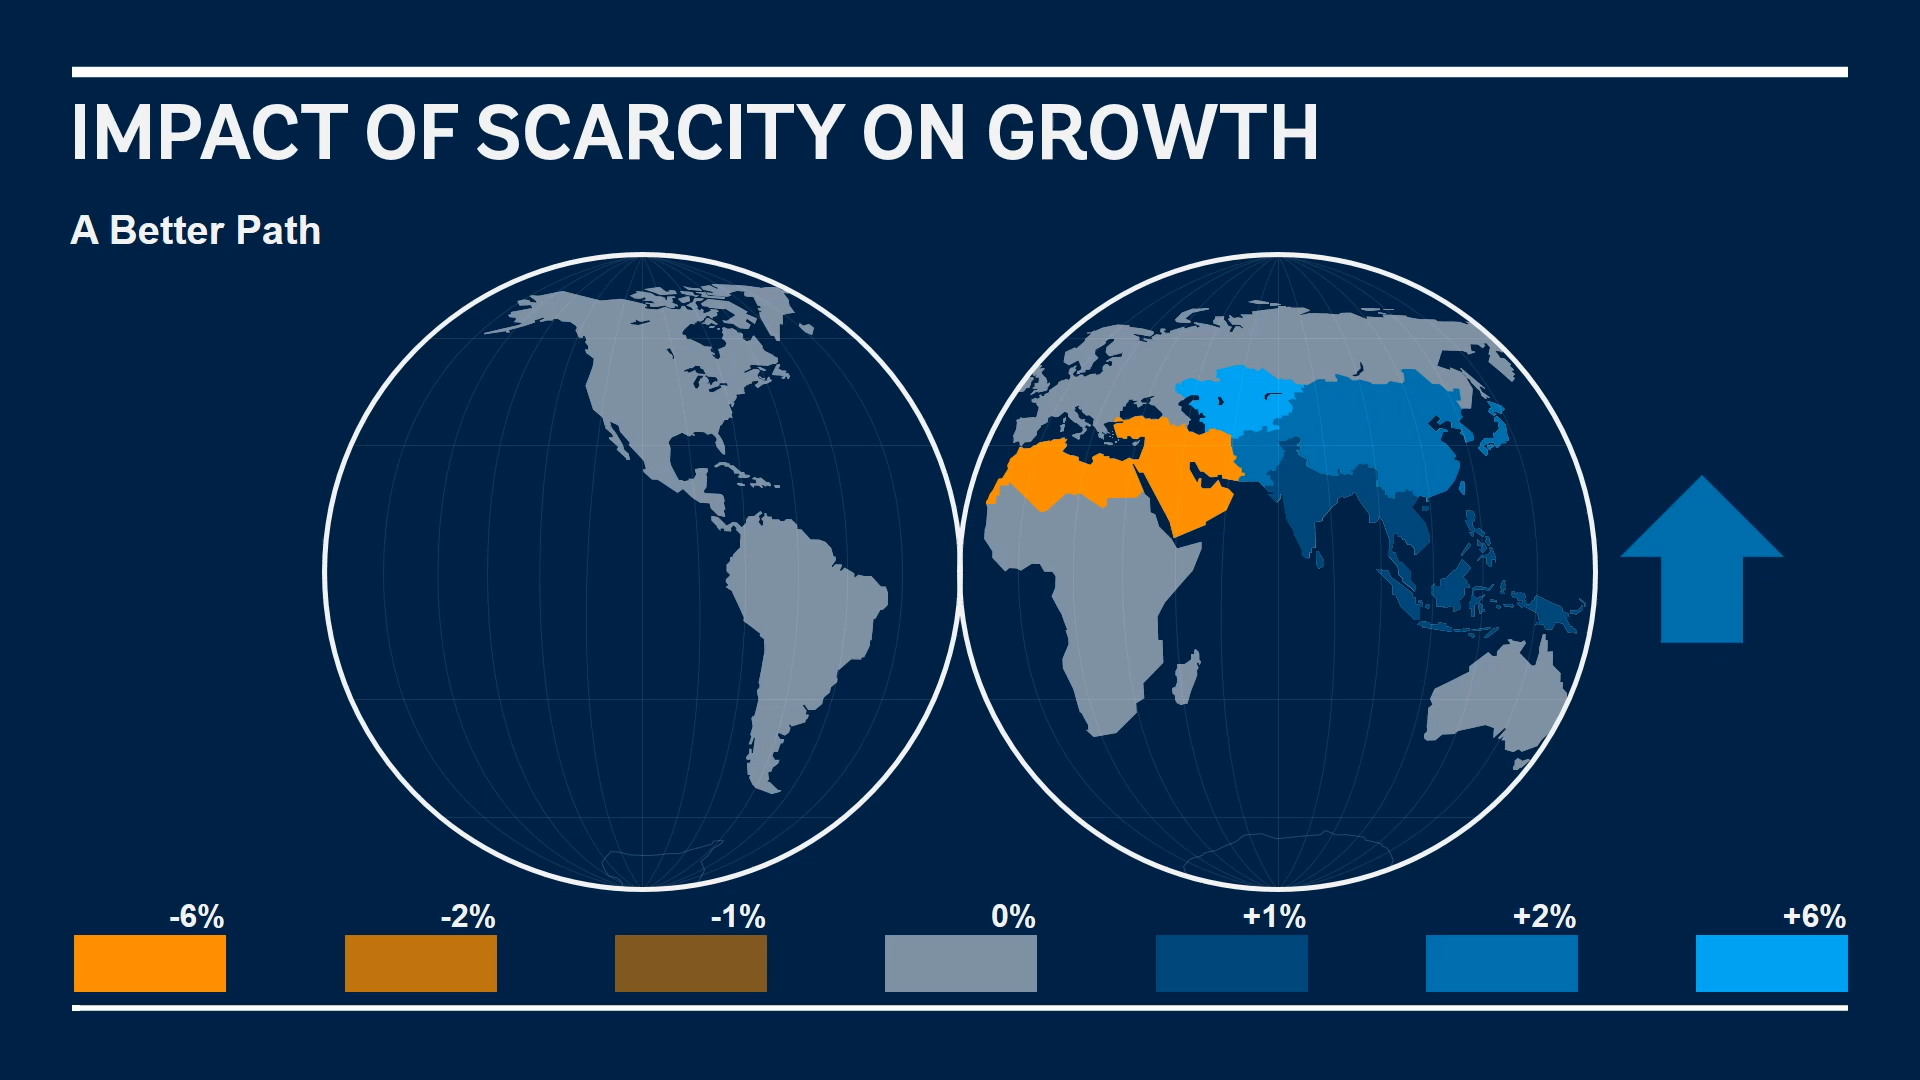 IMPACT OF SCARCITY ON GROWTH
A Better Path
-6% -2% -1% 0% +1% +2% +6%